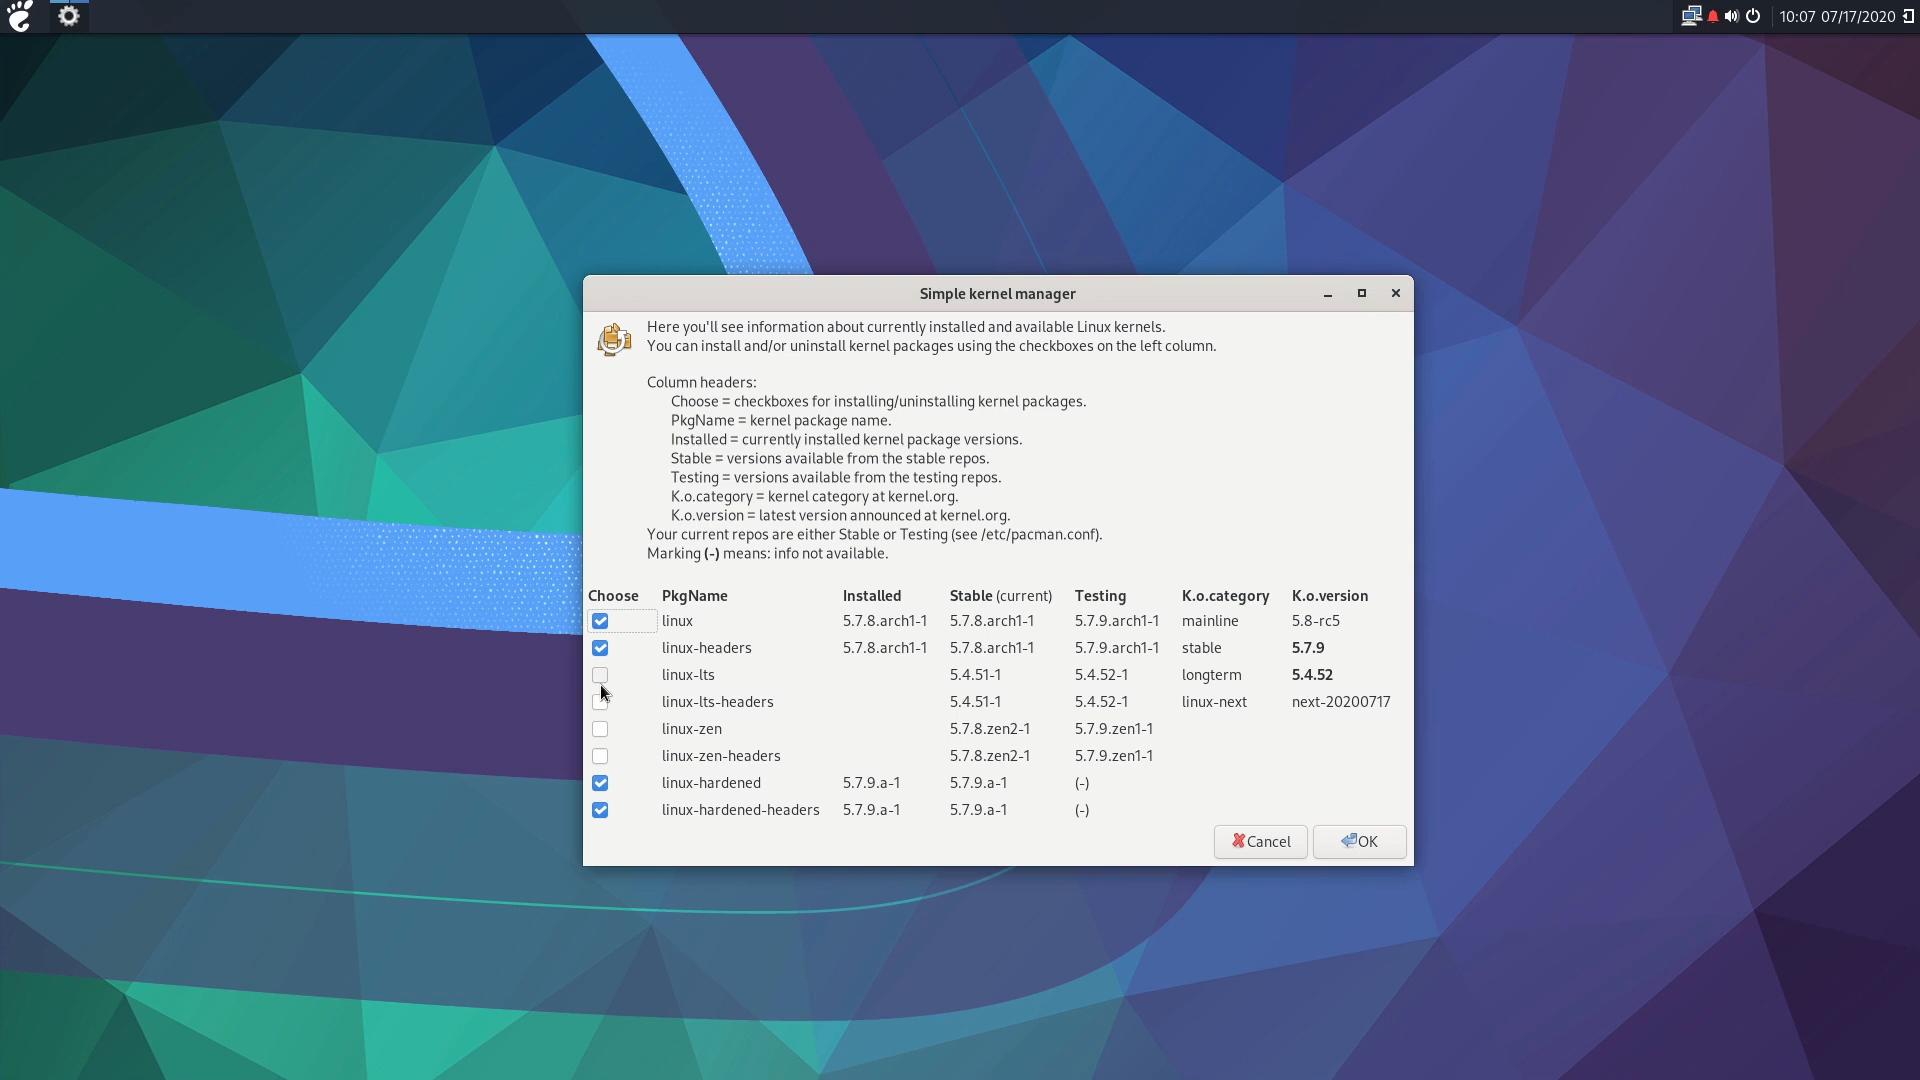 10:07 07/17/2020
Simple kernel manager
Here you'll see information about currently installed and available Linux kernels.
You can install and/or uninstall kernel packages using the checkboxes on the left column.
Column headers:
Choose = checkboxes for installing/uninstalling kernel packages.
PkgName = kernel package name.
Installed = currently installed kernel package versions.
Stable = versions available from the stable repos.
Testing = versions available from the testing repos.
K.o.category = kernel category at kernel.org.
K.o.version = latest version announced at kernel.org.
Your current repos are either Stable or Testing (see /etc/pacman.conf).
Marking (-) means: info not available.
Choose PkgName Installed Stable (current) Testing K.o.category K.o.version
linux 5.7.8.arch1-1 5.7.8.arch1-1 5.7.9.arch1-1 mainline 5.8-rc5
linux-headers 5.7.8.arch1-1 5.7.8.arch1-1 5.7.9.arch1-1 stable 5.7.9
linux-lts 5.4.51-1 5.4.52-1 longterm 5.4.52
linux-lts-headers 5.4.51-1 5.4.52-1 linux-next next-20200717
linux-zen 5.7.8.zen2-1 5.7.9.zen1-1
linux-zen-headers 5.7.8.zen2-1 5.7.9.zen1-1
linux-hardened 5.7.9.a-1 5.7.9.a-1 (-)
linux-hardened-headers 5.7.9.a-1 5.7.9.a-1 (-)
Cancel OK